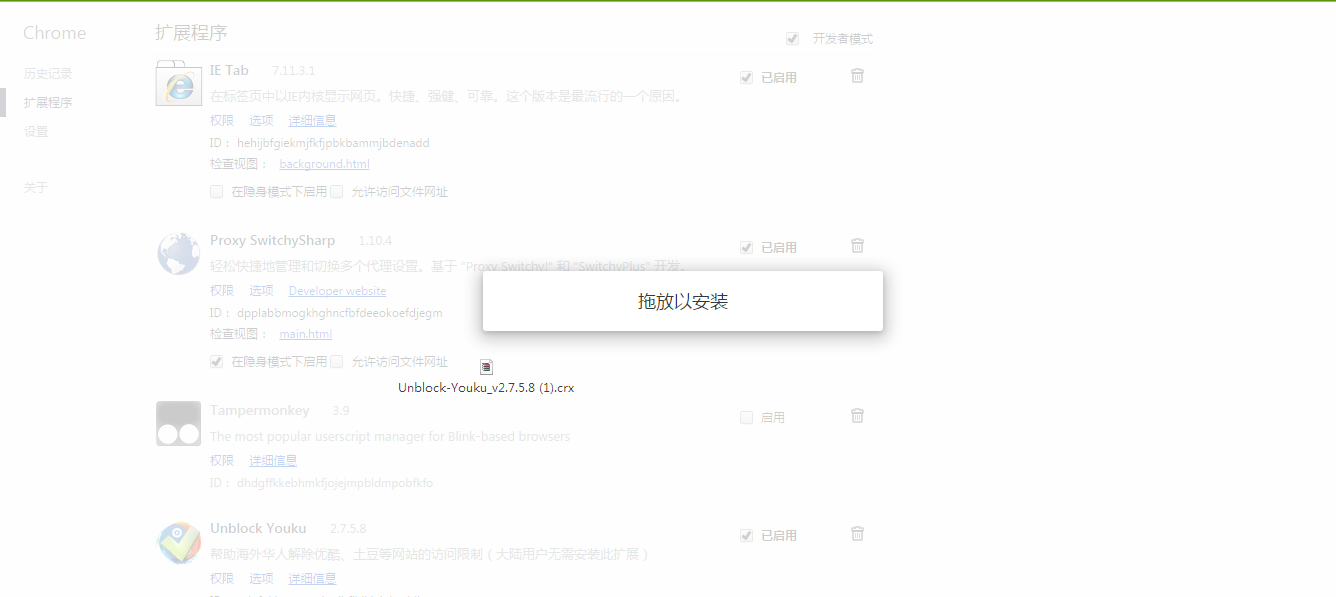 Chrome
扩展程序
开发者模式
历史记录
扩展程序
设置
关于
IE Tab 7.11.3.1
已启用
在标签页中以IE内核显示网页。快捷、强健、可靠。这个版本是最流行的一个原因。
权限 选项 详细信息
ID： hehijbfgiekmjfkfjpbkbammjbdenadd
检查视图： background.html
在隐身模式下启用 允许访问文件网址
Proxy SwitchySharp 1.10.4
已启用
轻松快捷地管理和切换多个代理设置。基于 "Proxy Switchy!" 和 "SwitchyPlus" 开发。
权限 选项 Developer website
ID： dpplabbmogkhghncfbfdeeokoefdjegm
检查视图： main.html
在隐身模式下启用 允许访问文件网址
拖放以安装
Unblock-Youku_v2.7.5.8 (1).crx
Tampermonkey 3.9
启用
The most popular userscript manager for Blink-based browsers
权限 详细信息
ID： dhdgffkkebhmkfjojejmpbldmpobfkfo
Unblock Youku 2.7.5.8
已启用
帮助海外华人解除优酷、土豆等网站的访问限制（大陆用户无需安装此扩展）
权限 选项 详细信息